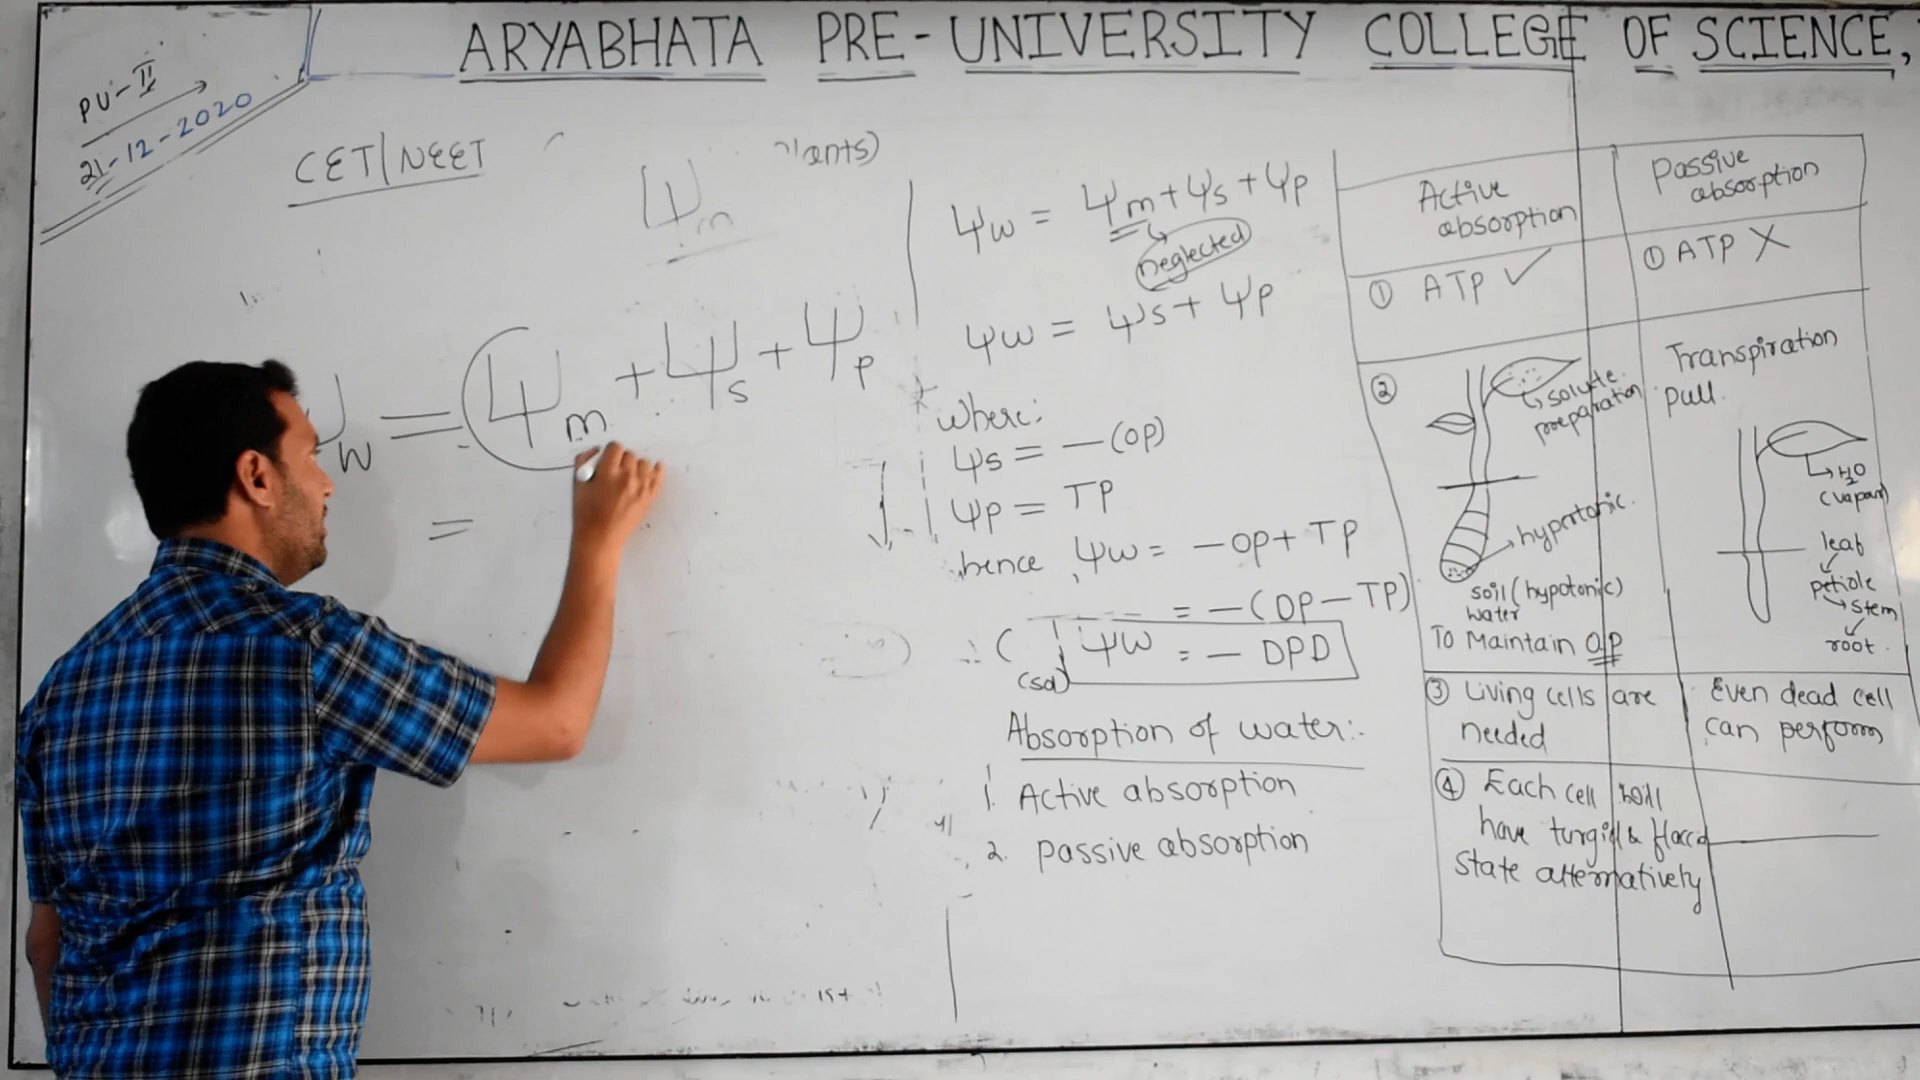 ARYABHATA PRE-UNIVERSITY COLLEGE OF SCIENCE,
PU-II
21-12-2020
CET/NEET
Ψm
Ψw = Ψm + Ψs + Ψp
=
Ψw = Ψm + Ψs + Ψp
neglected
Ψw = Ψs + Ψp
where:
Ψs = -(OP)
Ψp = TP
hence, Ψw = -OP + TP
= -(OP - TP)
∴ Ψw = - DPD
Absorption of water:-
1. Active absorption
2. Passive absorption
Active absorption
① ATP ✓
②
solute preparation
hypertonic.
soil (hypotonic)
water
To Maintain OP
③ Living cells are
needed
④ Each cell will
have turgid &
state alternatively
Passive
absorption
① ATP X
Transpiration
pull.
H2O
leaf
petiole
stem
root.
Even dead cell
can perform